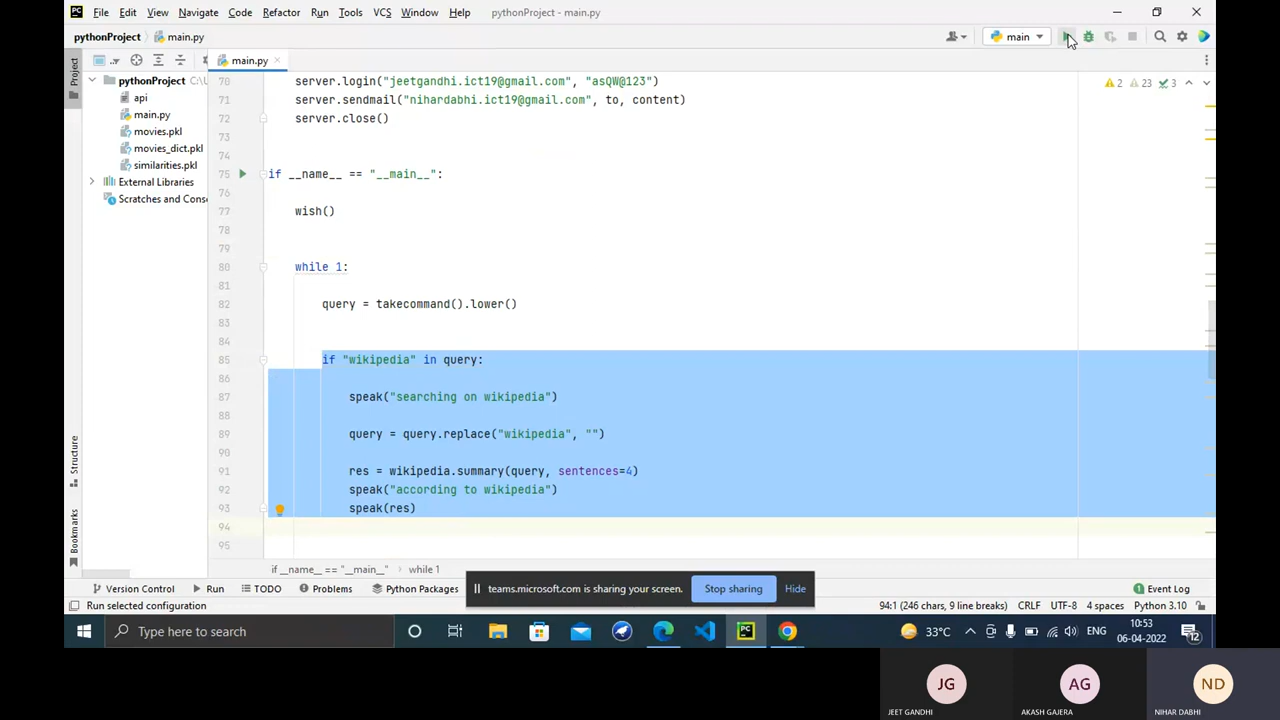 PC File Edit View Navigate Code Refactor Run Tools VCS Window Help pythonProject - main.py
pythonProject main.py main
Project main.py
pythonProject C:\U
api
main.py
movies.pkl
movies_dict.pkl
similarities.pkl
External Libraries
Scratches and Conso
2 23 3
70 server.login("jeetgandhi.ict19@gmail.com", "asQW@123")
71 server.sendmail("nihardabhi.ict19@gmail.com", to, content)
72 server.close()
73
74
75 if __name__ == "__main__":
76
77 wish()
78
79
80 while 1:
81
82 query = takecommand().lower()
83
84
85 if "wikipedia" in query:
86
87 speak("searching on wikipedia")
88
89 query = query.replace("wikipedia", "")
90
91 res = wikipedia.summary(query, sentences=4)
92 speak("according to wikipedia")
93 speak(res)
94
95
Structure
Bookmarks
if __name__ == "__main__" while 1
Version Control Run TODO Problems Python Packages Event Log
teams.microsoft.com is sharing your screen. Stop sharing Hide
Run selected configuration 94:1 (246 chars, 9 line breaks) CRLF UTF-8 4 spaces Python 3.10
Type here to search PC 33°C ENG 10:53
06-04-2022 12
JG AG ND
JEET GANDHI AKASH GAJERA NIHAR DABHI